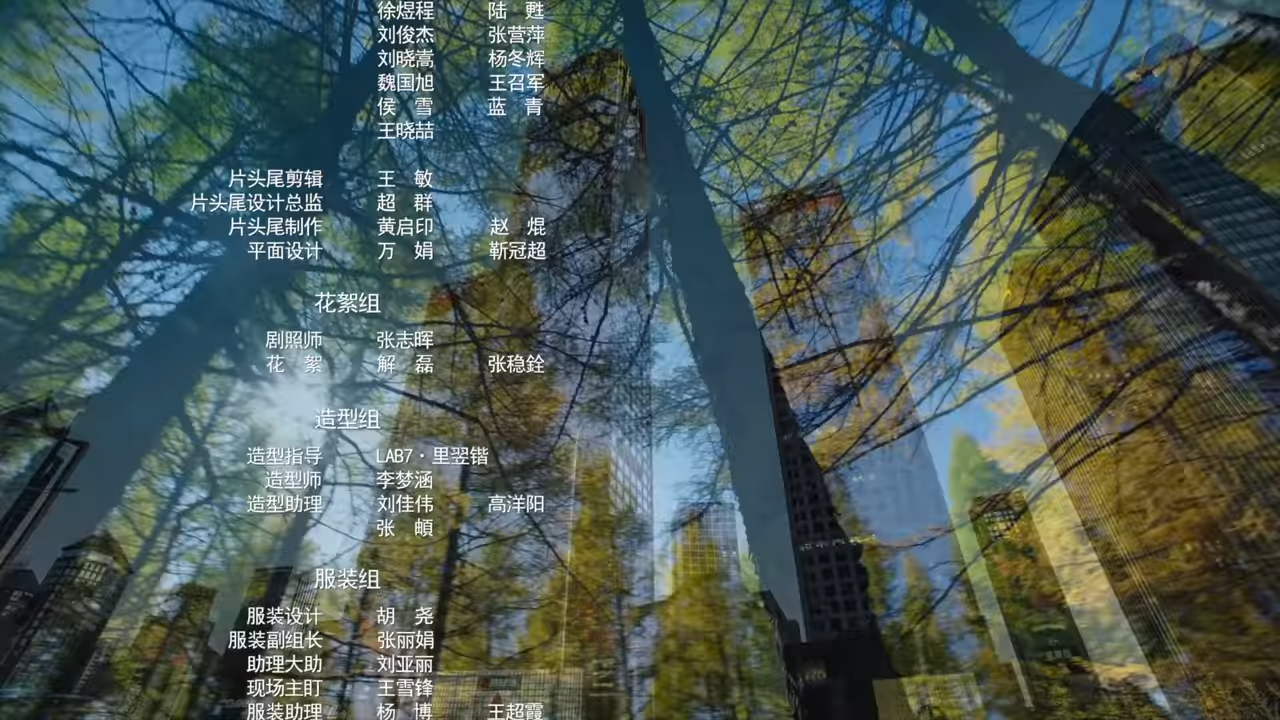 徐煜程 陆 甦
刘俊杰 张营萍
刘晓嵩 杨冬辉
魏国旭 王召军
侯 雪 蓝 青
王晓喆
片头尾剪辑 王 敏
片头尾设计总监 超 群
片头尾制作 黄启印 赵 焜
平面设计 万 娟 靳冠超
花絮组
剧照师 张志晖
花 絮 解 磊 张稳銓
造型组
造型指导 LAB7·里翌锴
造型师 李梦涵
造型助理 刘佳伟 高洋阳
张 頔
服装组
服装设计 胡 尧
服装副组长 张丽娟
助理大助 刘亚丽
现场主盯 王雪锋
服装助理 杨 博 王超霞